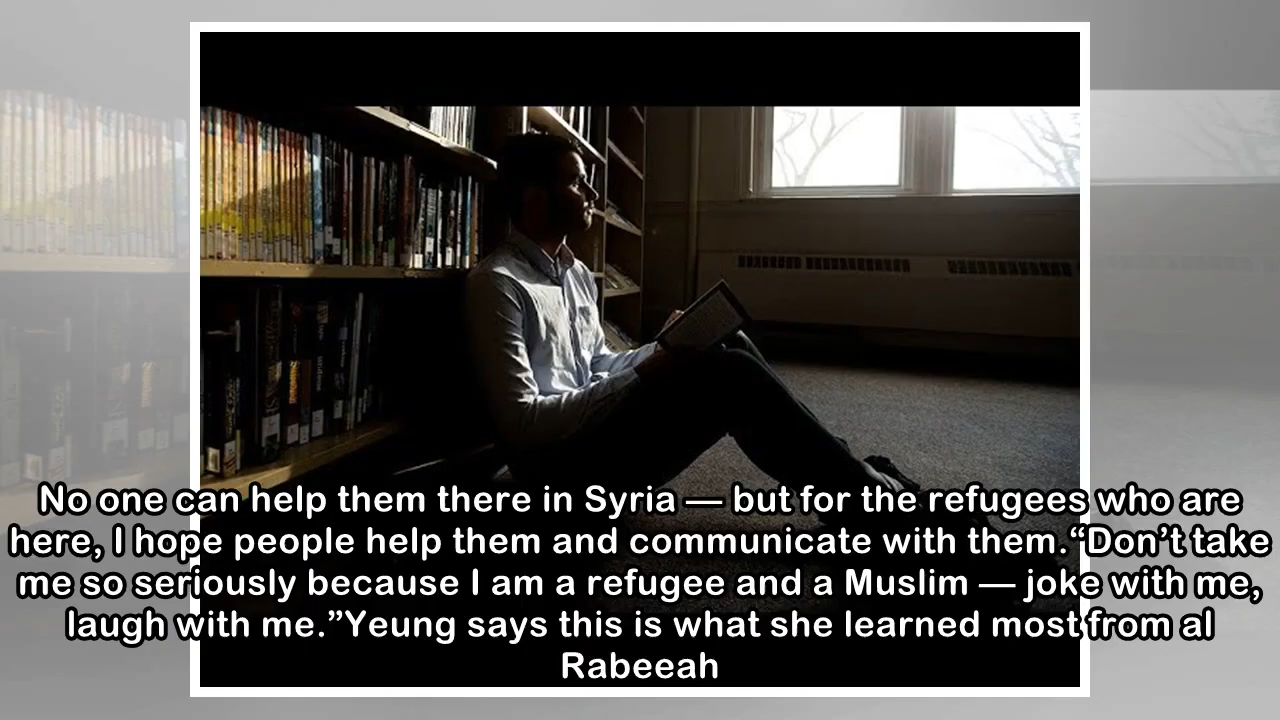 No one can help them there in Syria — but for the refugees who are
here, I hope people help them and communicate with them.“Don’t take
me so seriously because I am a refugee and a Muslim — joke with me,
laugh with me.”Yeung says this is what she learned most from al
Rabeeah